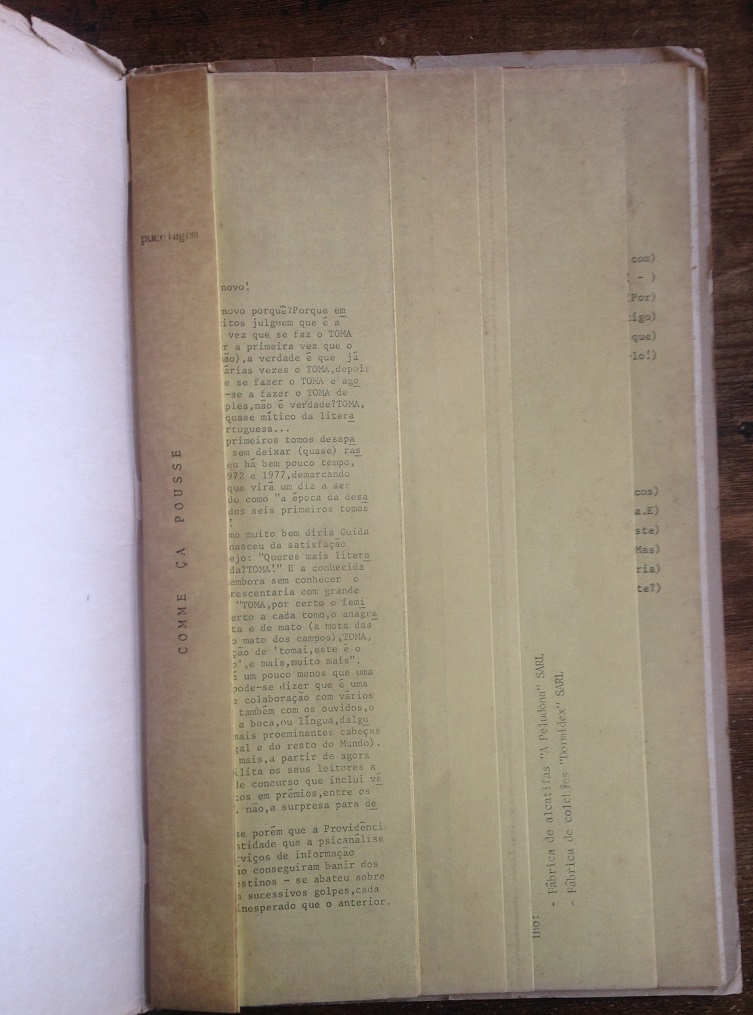 pucelagem
COMME ÇA POUSSE
novo!
novo porquê?Porque em
itos julguem que é a
vez que se faz o TOMA
r a primeira vez que o
ão),a verdade é que já
árias vezes o TOMA,depois
e se fazer o TOMA e ago
-se a fazer o TOMA de
ples,não é verdade?TOMA,
quase mítico da litera
rtuguesa...
primeiros tomos desapa
sem deixar (quase) ras
eu há bem pouco tempo,
972 e 1977,demarcando
que virá um dia a ser
do como "a época da desa
dos seis primeiros tomos
!
mo muito bem diria Guida
nasceu da satisfação
ejo: "Queres mais litera
da?TOMA!" E a conhecida
embora sem conhecer o
rescentaria com grande
"TOMA,por certo o femi
erto a cada tomo,o anagra
ta e de mato (a mota das
o mato dos campos),TOMA,
ção de 'tomai,este é o
o',e mais,muito mais".
s um pouco menos que uma
pode-se dizer que é uma
e colaboração com vários
também com os ouvidos,o
a boca,ou língua,dalgu
mais proeminentes cabeças
gal e do resto do Mundo).
mais,a partir de agora
ilita os seus leitores a
de concurso que inclui vá
tos em prémios,entre os
não,a surpresa para de
se porém que a Providênci
ntidade que a psicanálise
rviços de informação
ão conseguiram banir dos
estinos - se abateu sobre
sucessivos golpes,cada
inesperado que o anterior.
lho:
- Fábrica de alcatifas "A Peludona" SARL
- Fábrica de colchões "Dormidex" SARL
com)
( - )
Por)
igo)
que)
lo!)
cos)
a.E)
ste)
Mas)
ria)
te?)